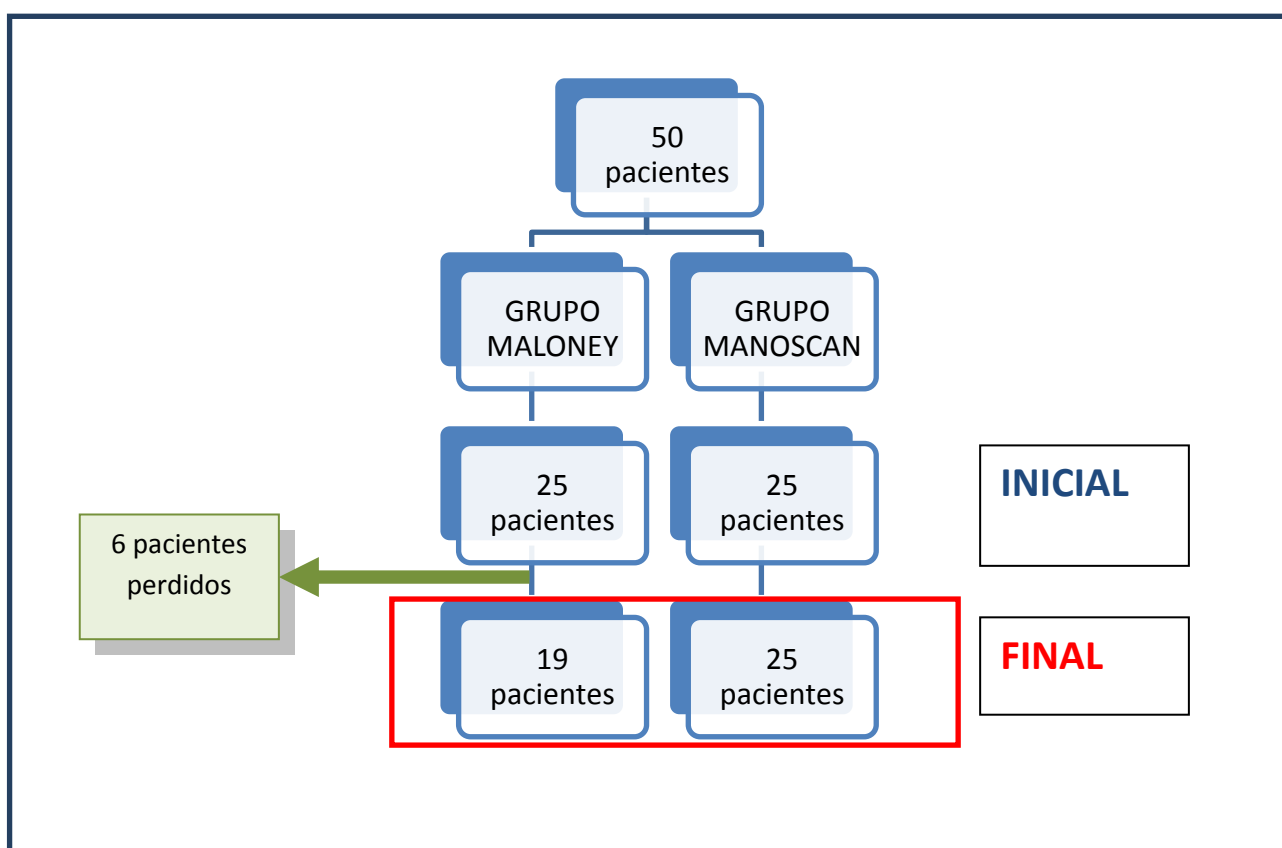 50
pacientes
GRUPO
MALONEY
GRUPO
MANOSCAN
25
pacientes
25
pacientes
INICIAL
6 pacientes
perdidos
19
pacientes
25
pacientes
FINAL